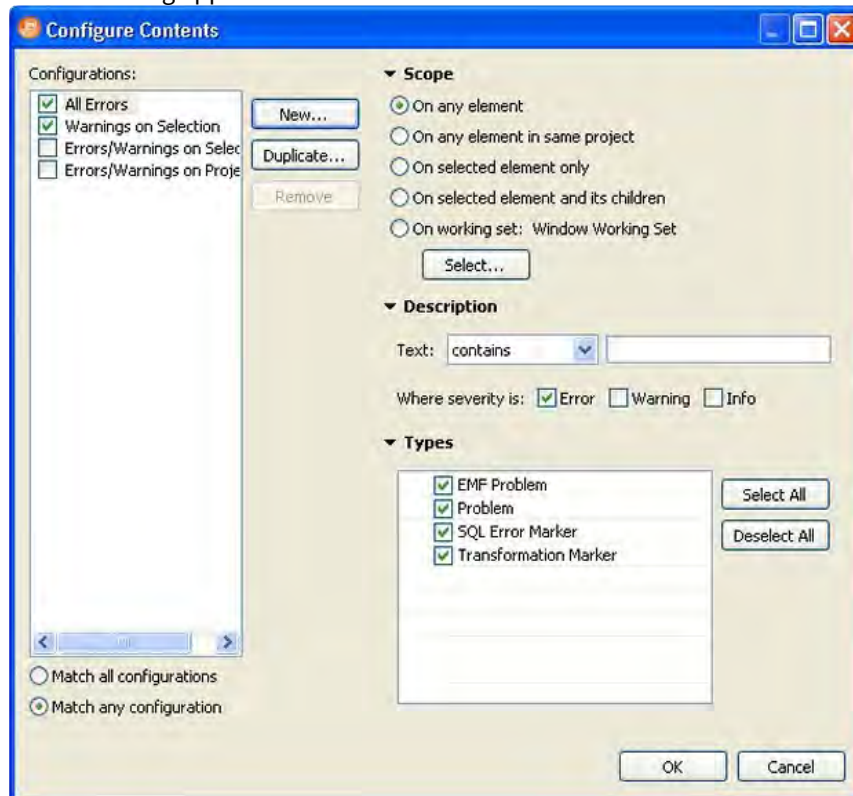 Configure Contents
Configurations:
All Errors
Warnings on Selection
Errors/Warnings on Selec
Errors/Warnings on Proje
New...
Duplicate...
Remove
Match all configurations
Match any configuration
Scope
On any element
On any element in same project
On selected element only
On selected element and its children
On working set: Window Working Set
Select...
Description
Text: contains
Where severity is: Error Warning Info
Types
EMF Problem
Problem
SQL Error Marker
Transformation Marker
Select All
Deselect All
OK Cancel